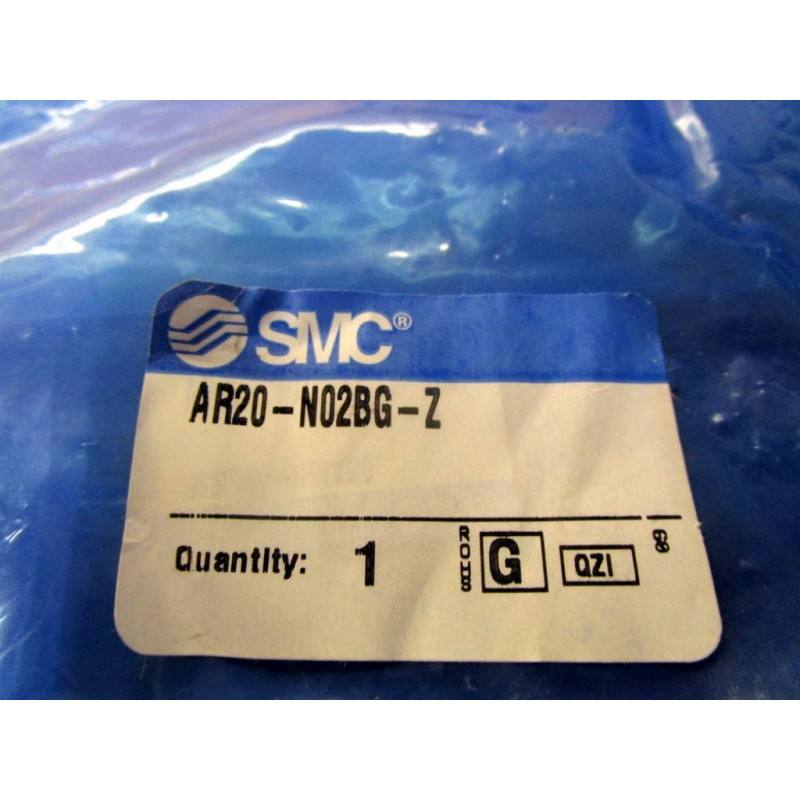 SMC®
AR20-N02BG-Z
Quantity: 1 ROHS G QZI